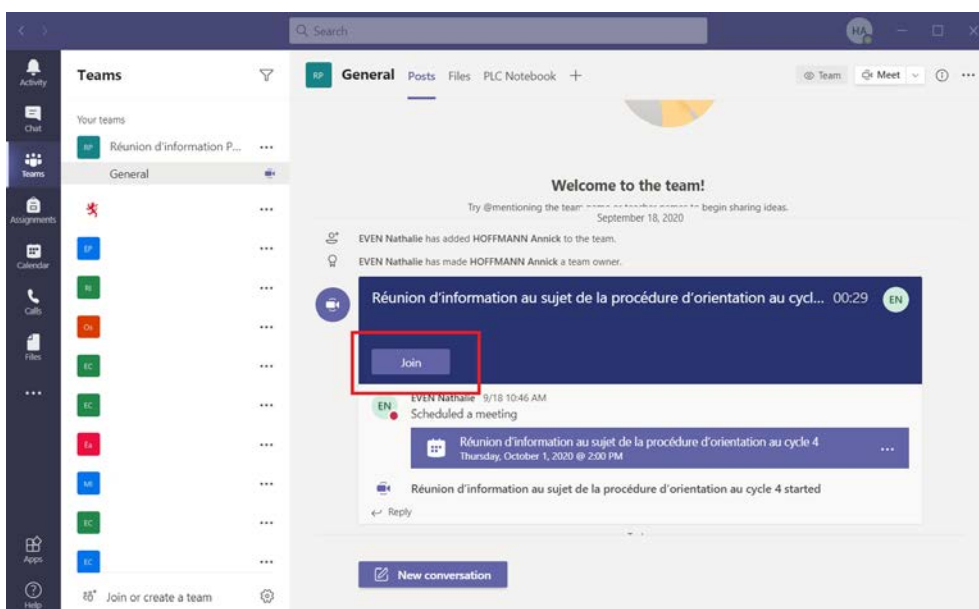 Search
HA
Activity
Chat
Teams
Assignments
Calendar
Calls
Files
Apps
Help
Teams
Your teams
RP Réunion d'information P...
General
EP
RI
Os
EC
EC
Ea
MI
EC
EC
Join or create a team
RP General Posts Files PLC Notebook +
Team Meet
Welcome to the team!
Try @mentioning the team begin sharing ideas.
September 18, 2020
EVEN Nathalie has added HOFFMANN Annick to the team.
EVEN Nathalie has made HOFFMANN Annick a team owner.
Réunion d'information au sujet de la procédure d'orientation au cycl... 00:29 EN
Join
EN EVEN Nathalie 9/18 10:46 AM
Scheduled a meeting
Réunion d'information au sujet de la procédure d'orientation au cycle 4
Thursday, October 1, 2020 @ 2:00 PM
Réunion d'information au sujet de la procédure d'orientation au cycle 4 started
Reply
New conversation